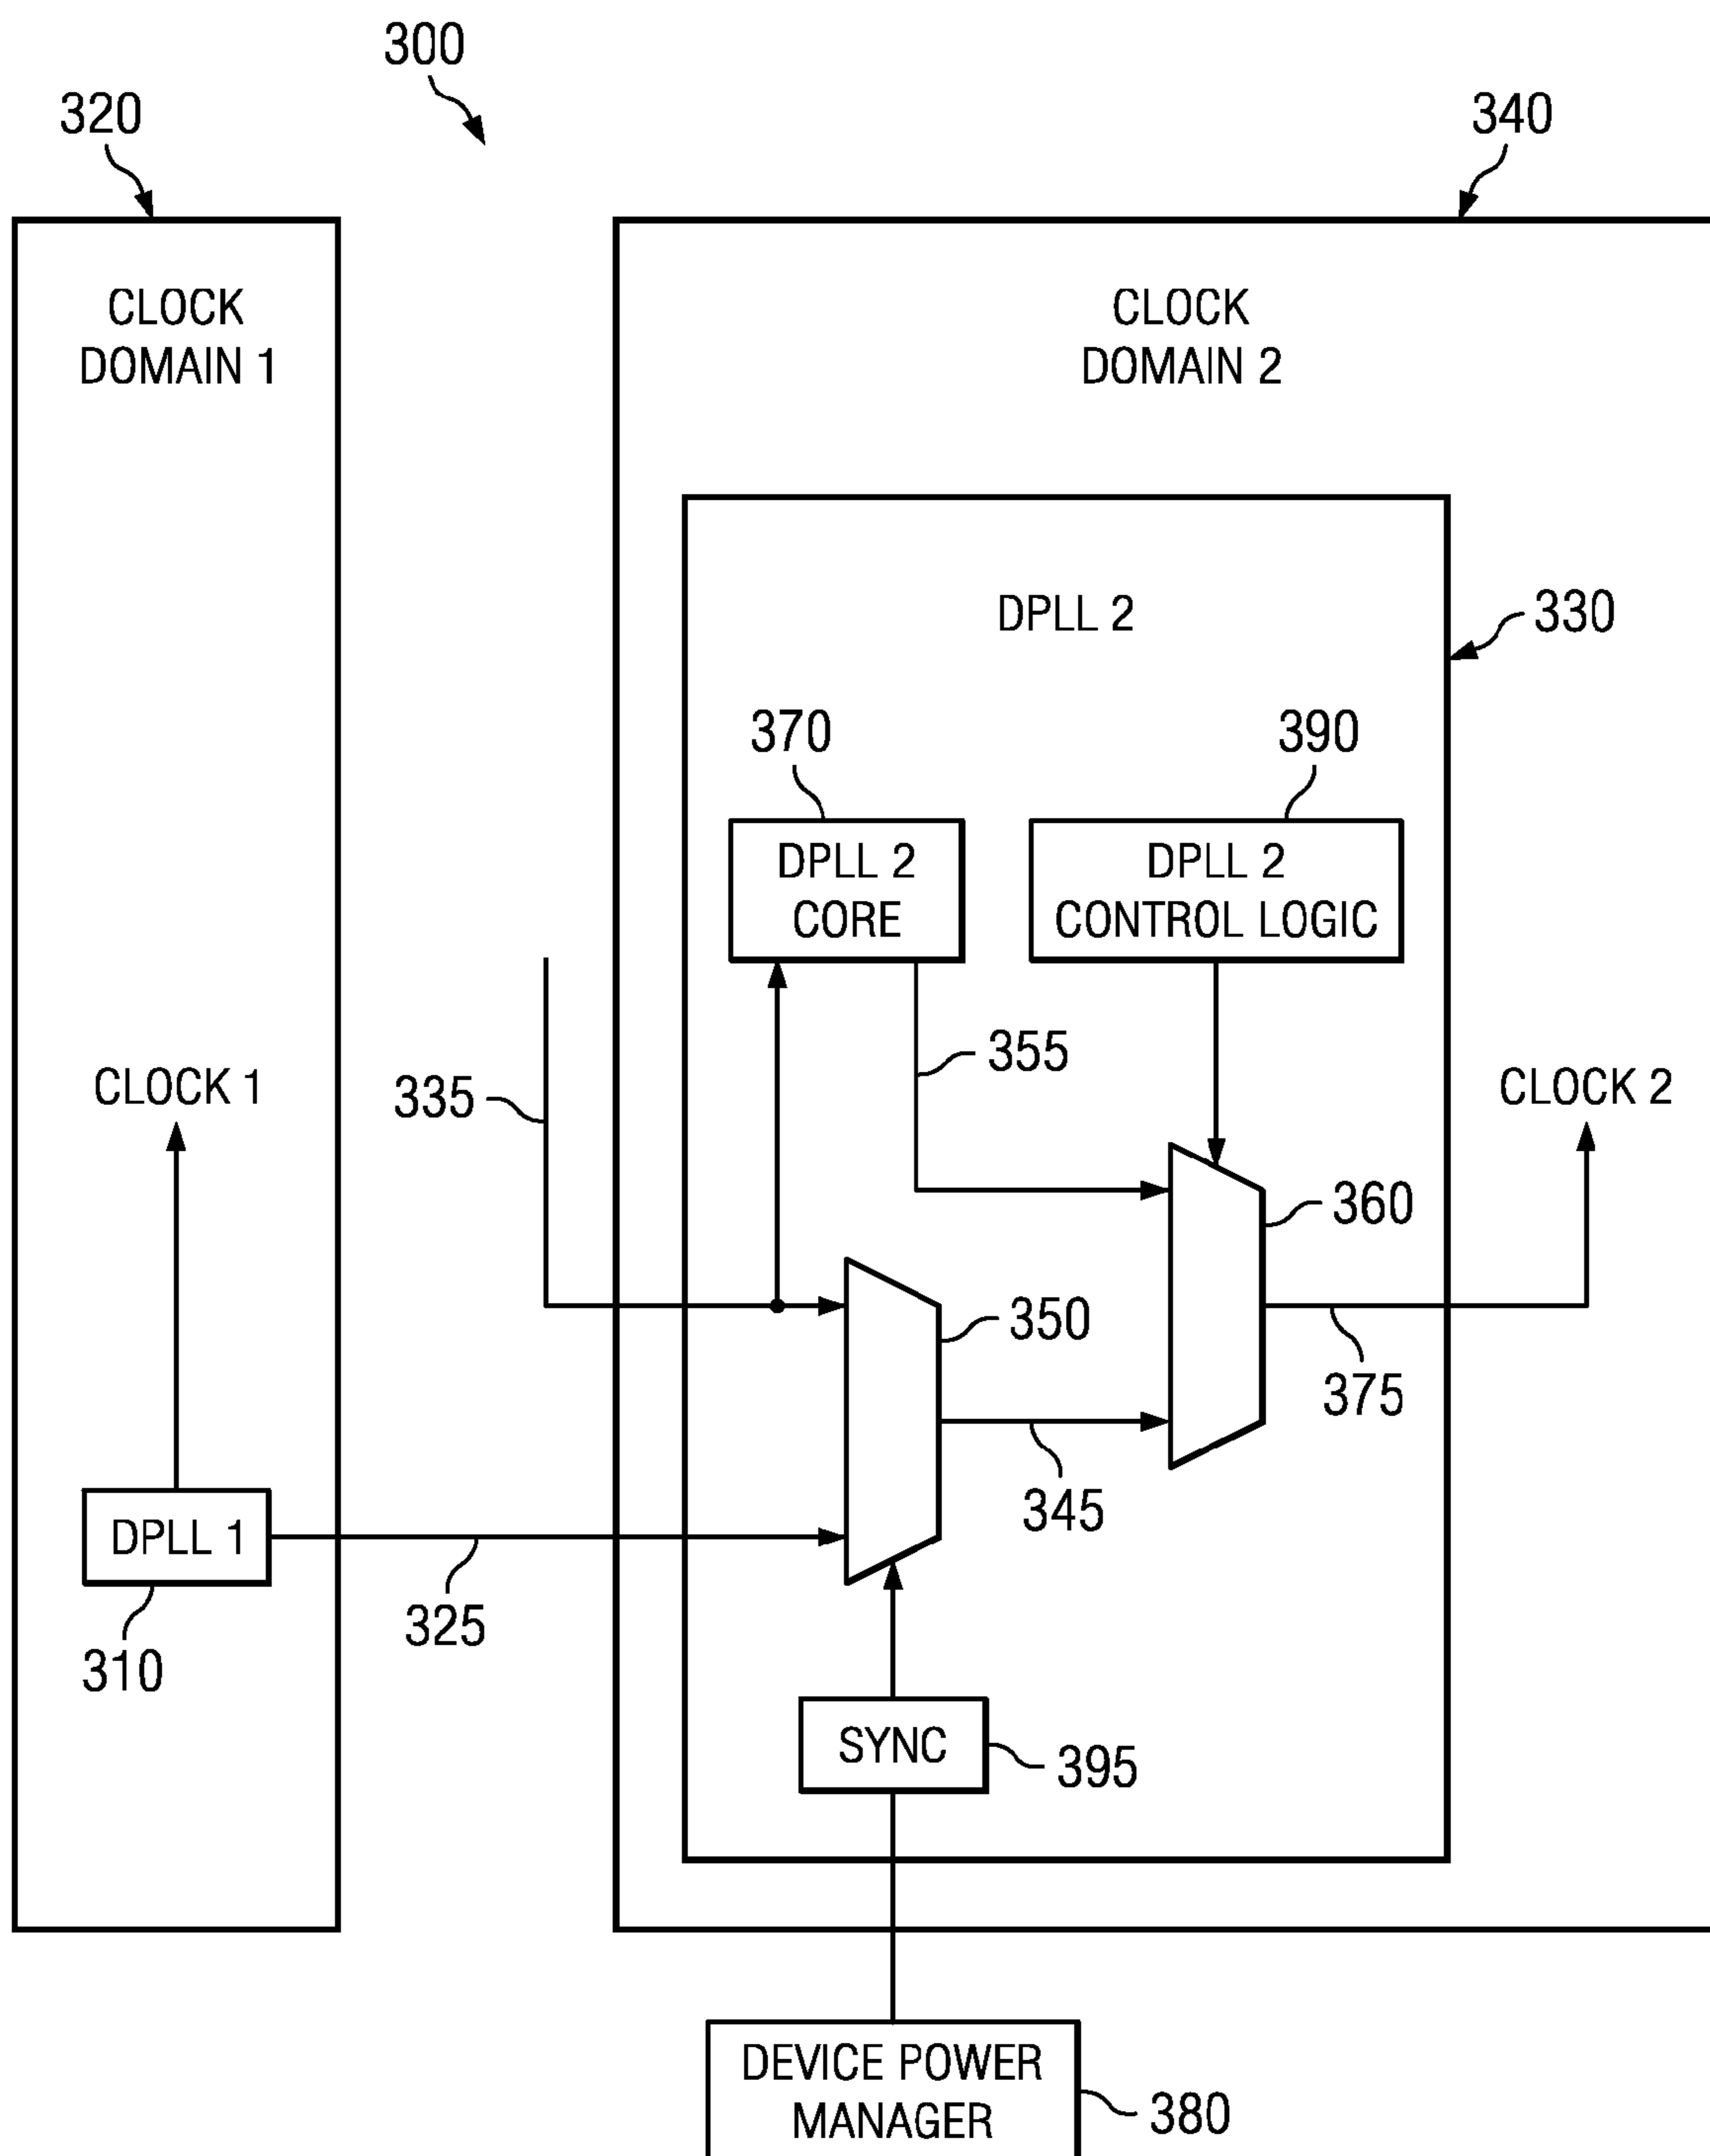 300
320
340
CLOCK
DOMAIN 1
CLOCK
DOMAIN 2
DPLL 2
330
370
390
DPLL 2
CORE
DPLL 2
CONTROL LOGIC
355
335
CLOCK 1
CLOCK 2
360
350
375
345
DPLL 1
325
310
SYNC
395
DEVICE POWER
MANAGER
380